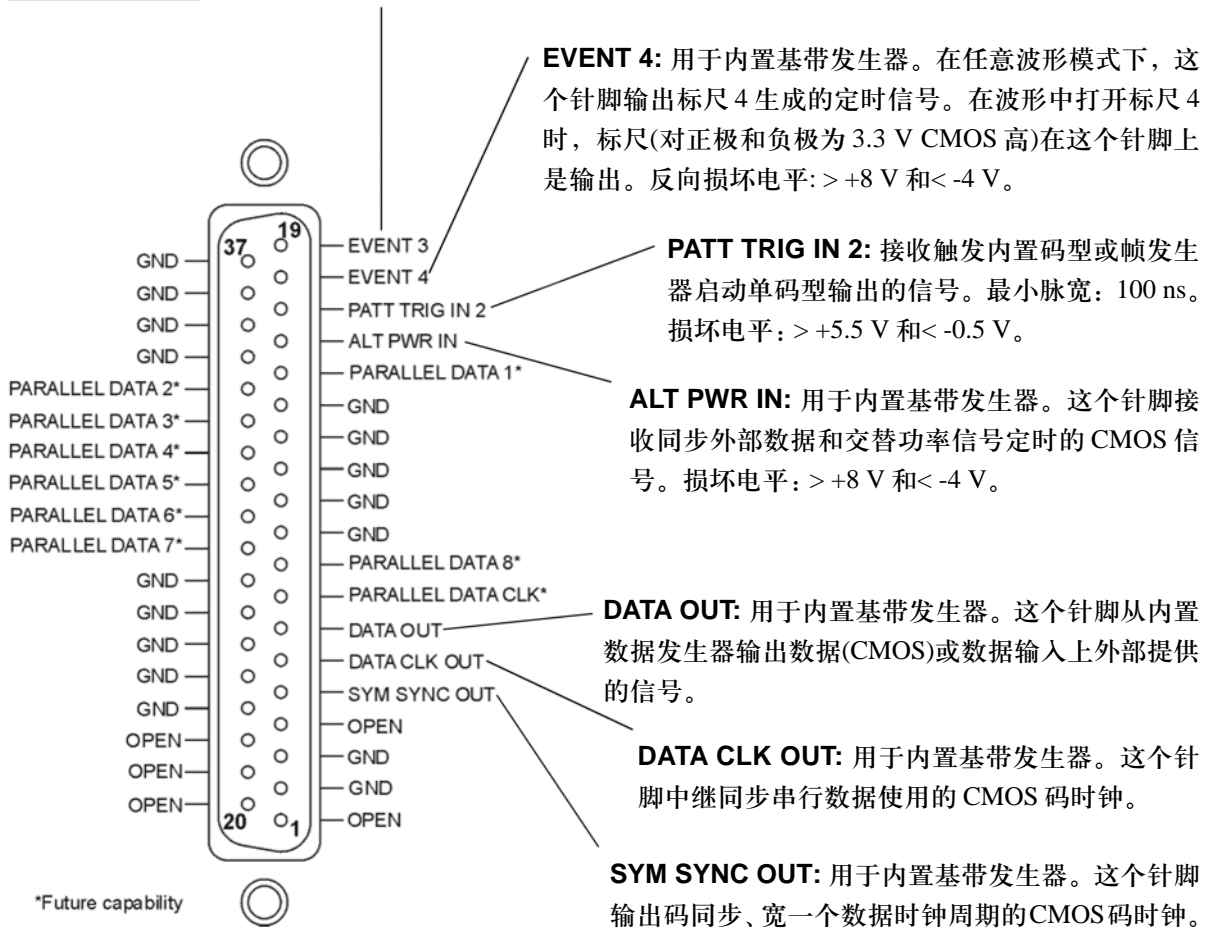 EVENT 4: 用于内置基带发生器。在任意波形模式下，这
个针脚输出标尺 4 生成的定时信号。在波形中打开标尺 4
时，标尺(对正极和负极为 3.3 V CMOS 高)在这个针脚上
是输出。反向损坏电平: > +8 V 和< -4 V。
PATT TRIG IN 2: 接收触发内置码型或帧发生
器启动单码型输出的信号。最小脉宽：100 ns。
损坏电平：> +5.5 V 和< -0.5 V。
ALT PWR IN: 用于内置基带发生器。这个针脚接
收同步外部数据和交替功率信号定时的 CMOS 信
号。损坏电平：> +8 V 和< -4 V。
DATA OUT: 用于内置基带发生器。这个针脚从内置
数据发生器输出数据(CMOS)或数据输入上外部提供
的信号。
DATA CLK OUT: 用于内置基带发生器。这个针
脚中继同步串行数据使用的 CMOS 码时钟。
SYM SYNC OUT: 用于内置基带发生器。这个针脚
输出码同步、宽一个数据时钟周期的CMOS码时钟。
37
19
GND
GND
GND
GND
PARALLEL DATA 2*
PARALLEL DATA 3*
PARALLEL DATA 4*
PARALLEL DATA 5*
PARALLEL DATA 6*
PARALLEL DATA 7*
GND
GND
GND
GND
GND
OPEN
OPEN
OPEN
EVENT 3
EVENT 4
PATT TRIG IN 2
ALT PWR IN
PARALLEL DATA 1*
GND
GND
GND
GND
GND
PARALLEL DATA 8*
PARALLEL DATA CLK*
DATA OUT
DATA CLK OUT
SYM SYNC OUT
OPEN
GND
GND
OPEN
20
1
*Future capability